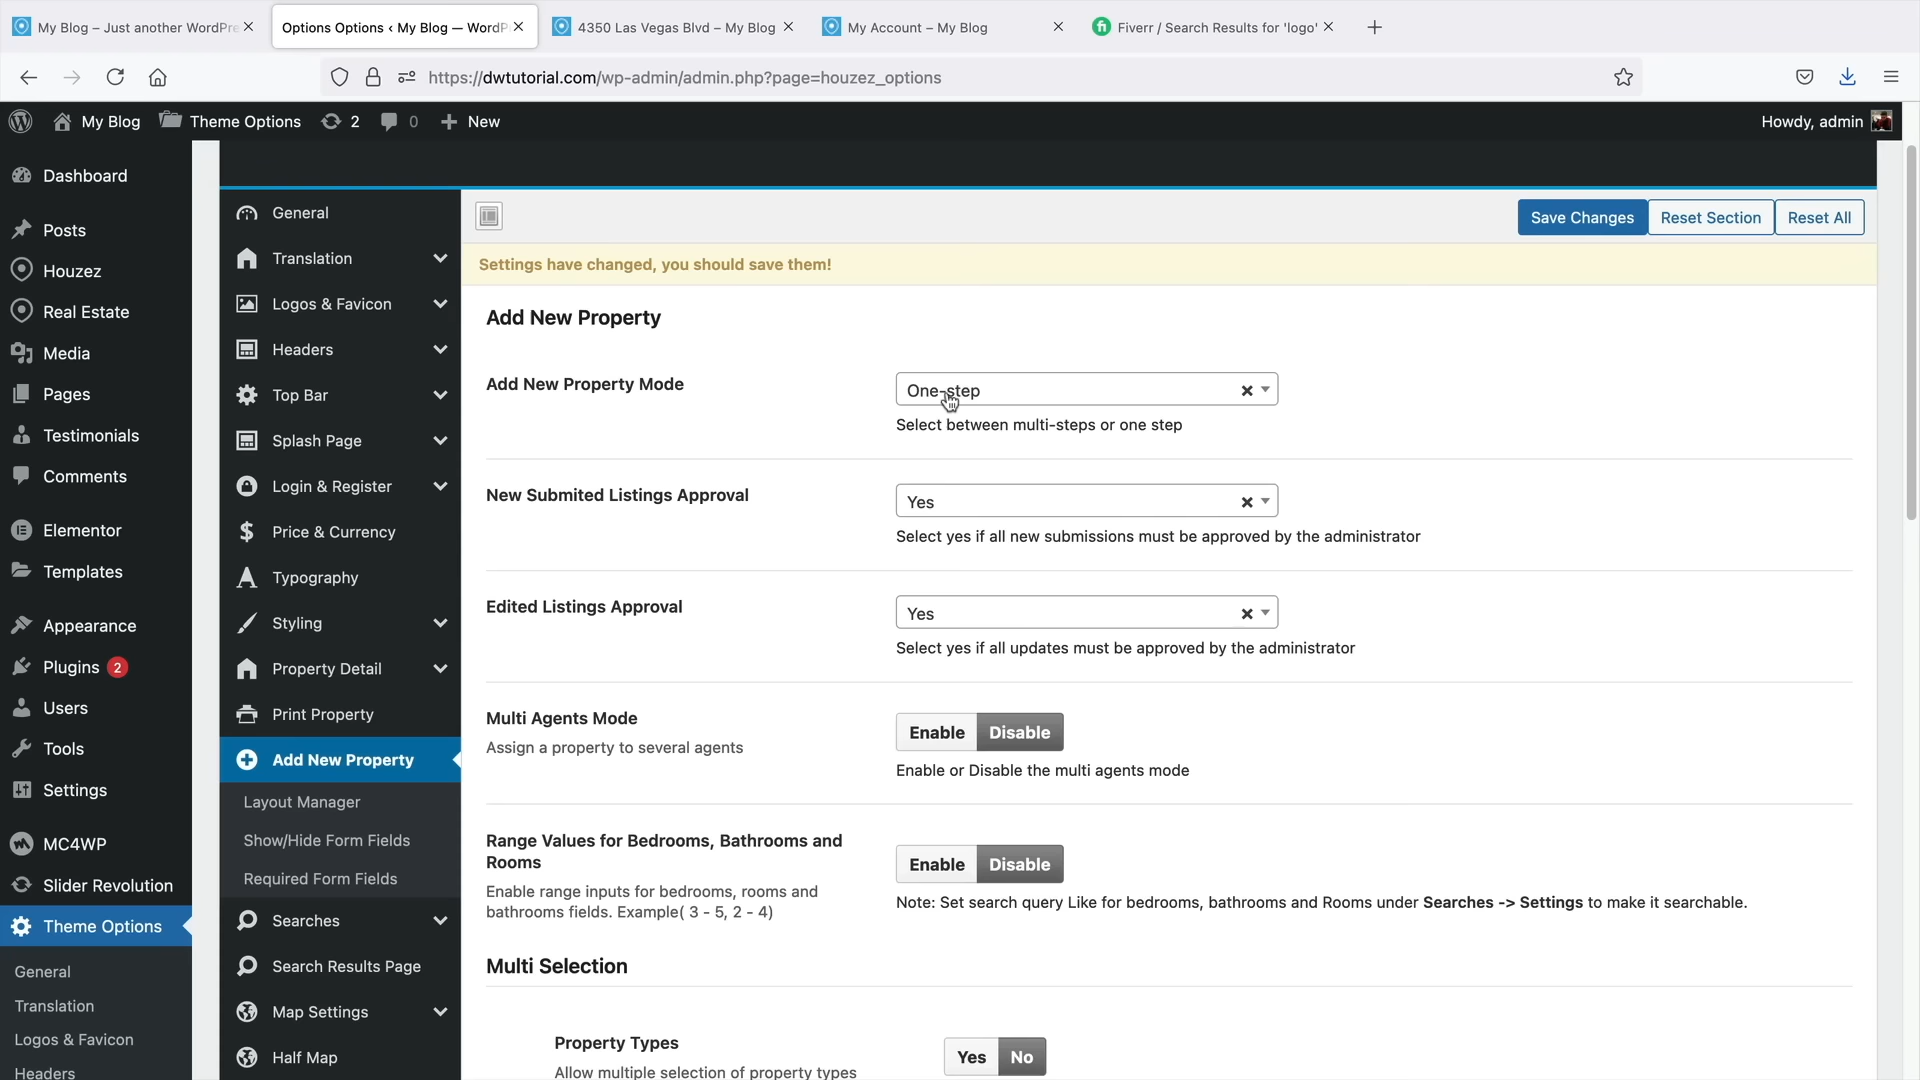 My Blog – Just another WordPre
Options Options ‹ My Blog — WordP
4350 Las Vegas Blvd – My Blog
My Account – My Blog
Fiverr / Search Results for 'logo'
https://dwtutorial.com/wp-admin/admin.php?page=houzez_options
My Blog
Theme Options
2
0
New
Howdy, admin
Dashboard
Posts
Houzez
Real Estate
Media
Pages
Testimonials
Comments
Elementor
Templates
Appearance
Plugins 2
Users
Tools
Settings
MC4WP
Slider Revolution
Theme Options
General
Translation
Logos & Favicon
Headers
General
Translation
Logos & Favicon
Headers
Top Bar
Splash Page
Login & Register
Price & Currency
Typography
Styling
Property Detail
Print Property
Add New Property
Layout Manager
Show/Hide Form Fields
Required Form Fields
Searches
Search Results Page
Map Settings
Half Map
Save Changes
Reset Section
Reset All
Settings have changed, you should save them!
Add New Property
Add New Property Mode
One-step
Select between multi-steps or one step
New Submited Listings Approval
Yes
Select yes if all new submissions must be approved by the administrator
Edited Listings Approval
Yes
Select yes if all updates must be approved by the administrator
Multi Agents Mode
Assign a property to several agents
Enable Disable
Enable or Disable the multi agents mode
Range Values for Bedrooms, Bathrooms and
Rooms
Enable range inputs for bedrooms, rooms and
bathrooms fields. Example( 3 - 5, 2 - 4)
Enable Disable
Note: Set search query Like for bedrooms, bathrooms and Rooms under Searches -> Settings to make it searchable.
Multi Selection
Property Types
Allow multiple selection of property types
Yes No